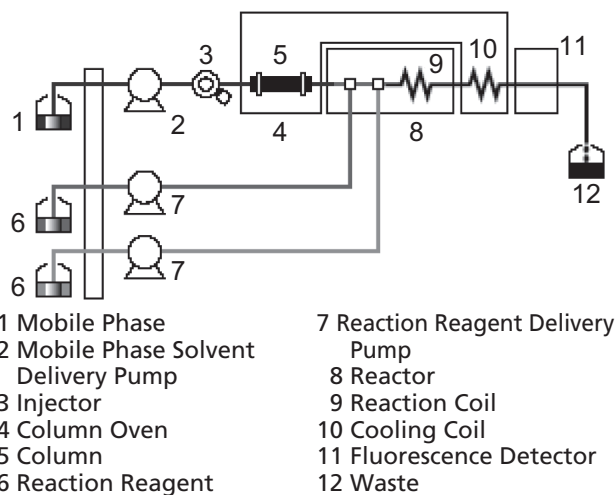 3
5
9
10
11
1
2
4
8
12
6
7
6
7
1 Mobile Phase
2 Mobile Phase Solvent
Delivery Pump
3 Injector
4 Column Oven
5 Column
6 Reaction Reagent
7 Reaction Reagent Delivery
Pump
8 Reactor
9 Reaction Coil
10 Cooling Coil
11 Fluorescence Detector
12 Waste